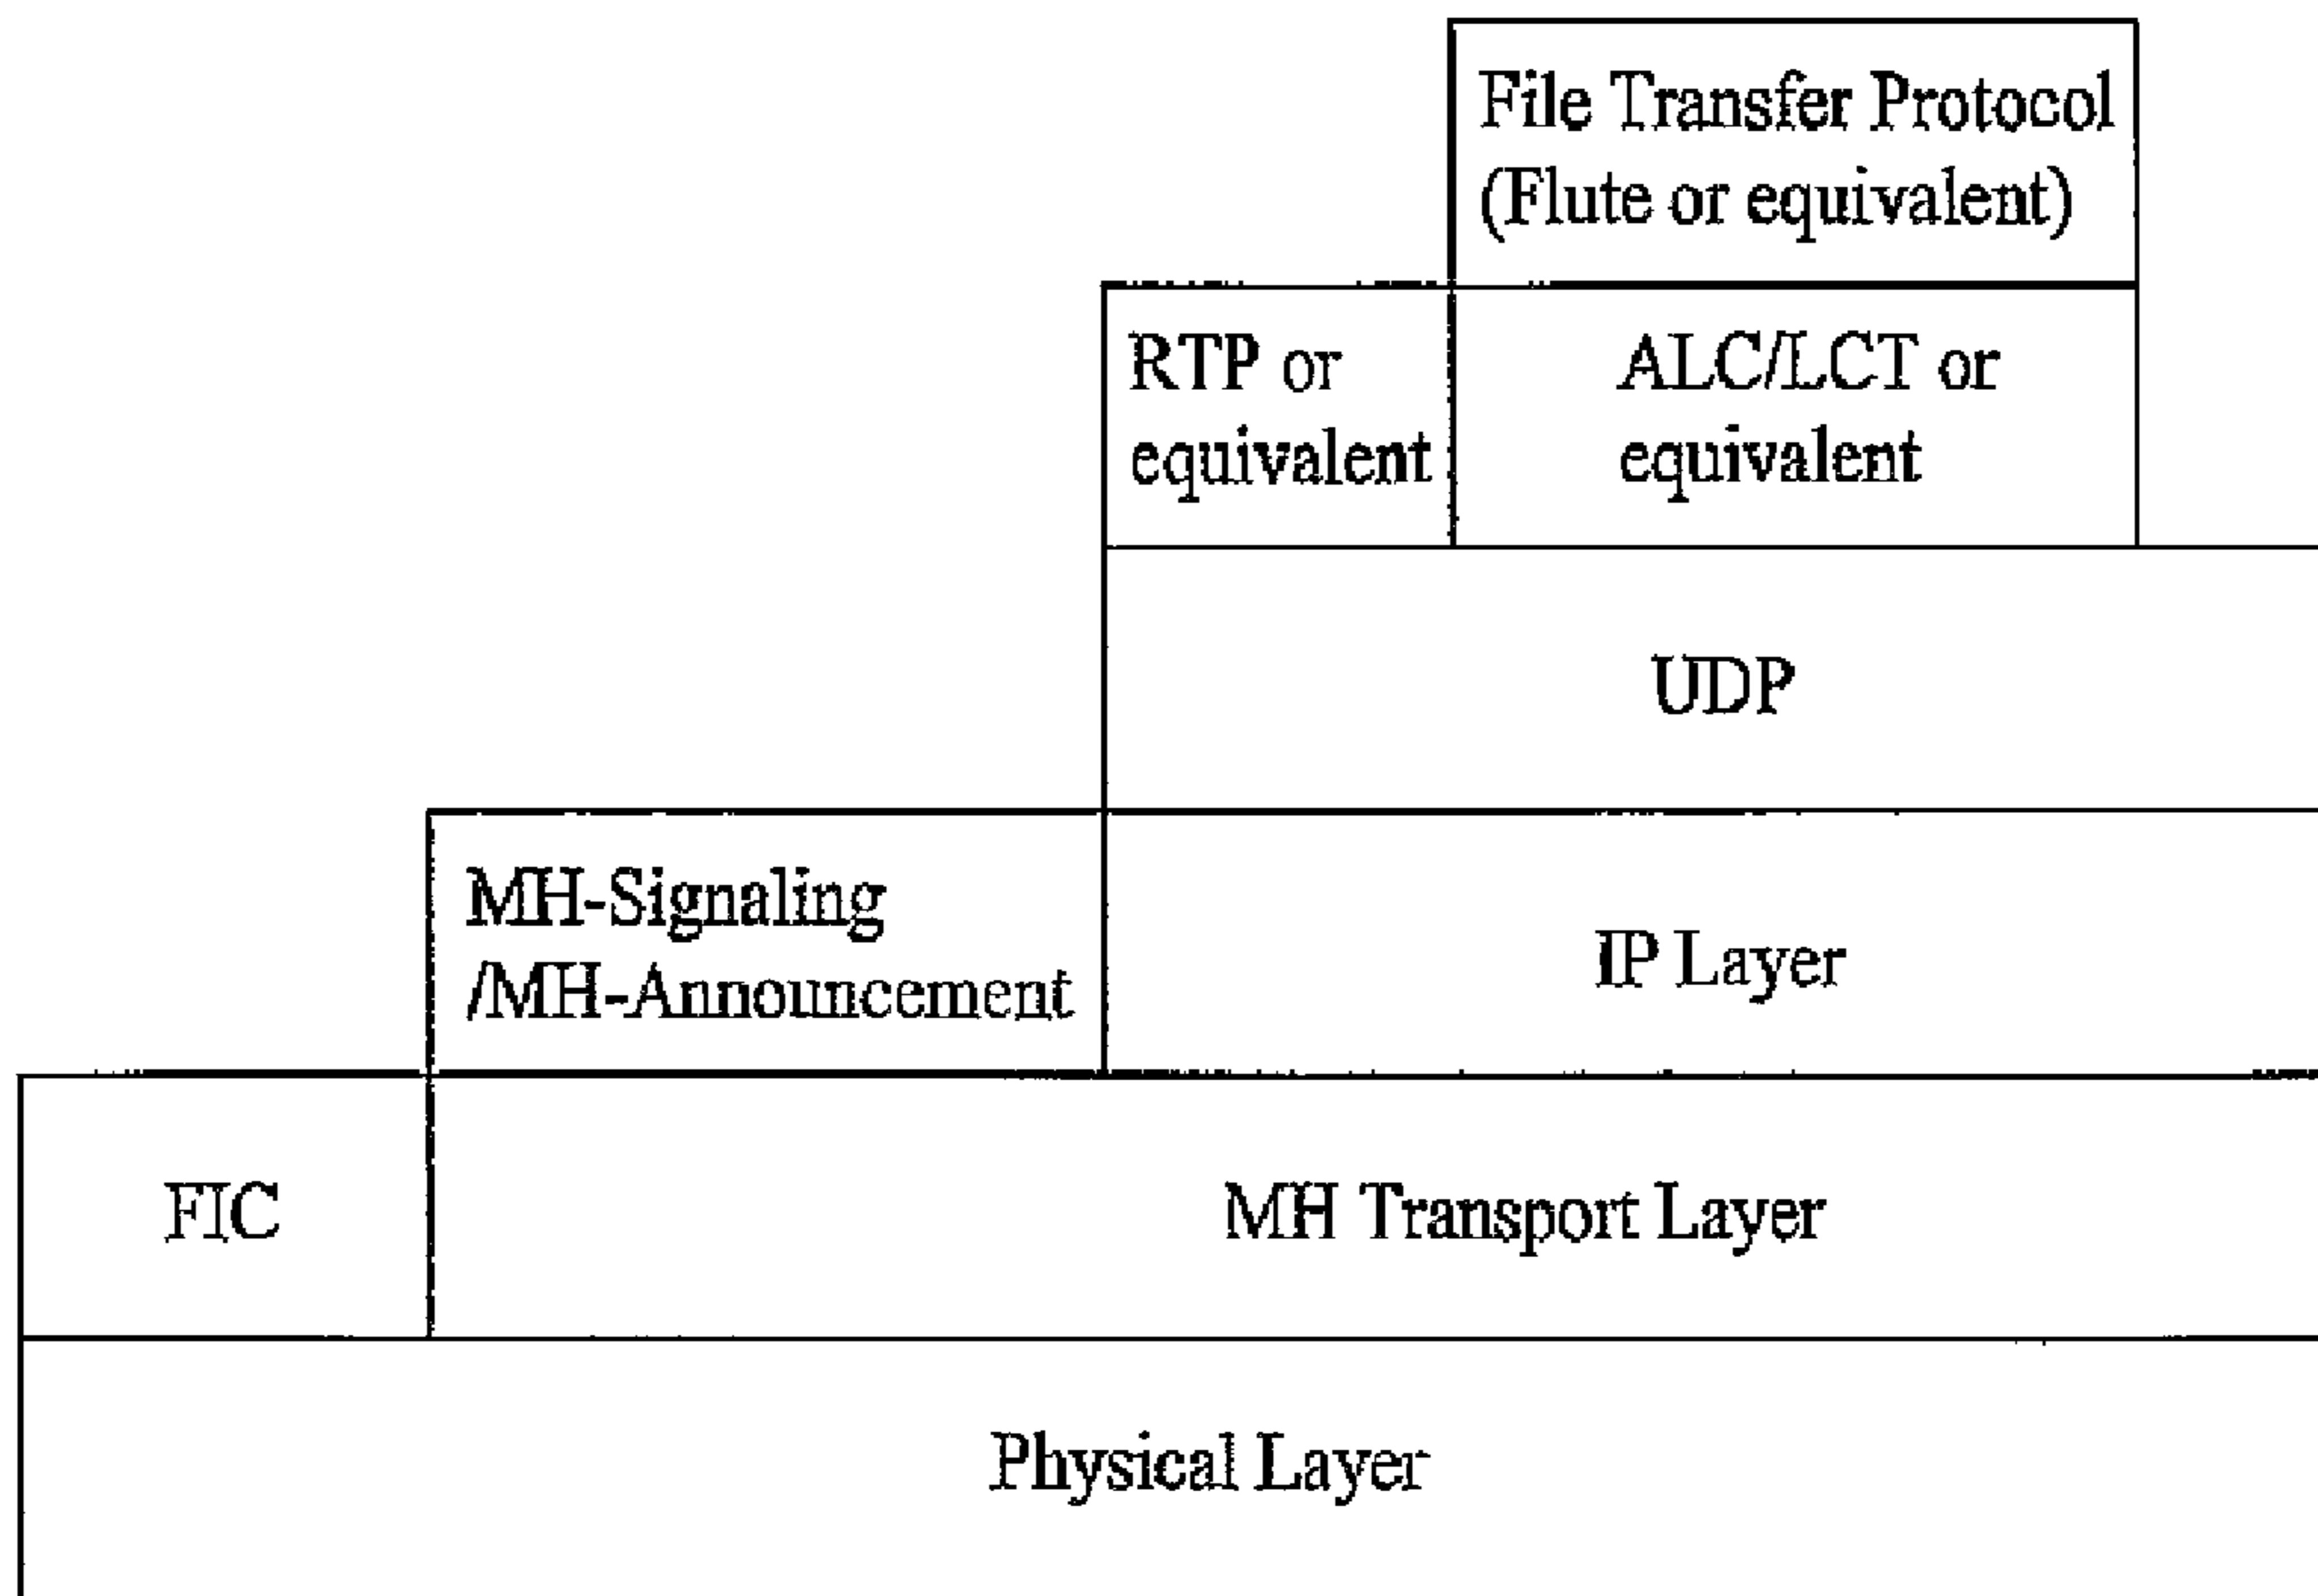 File Transfer Protocol
(Flute or equivalent)
RTP or
equivalent
ALC/LCT or
equivalent
UDP
MH-Signaling
/MH-Announcement
IP Layer
FIC
MH Transport Layer
Physical Layer